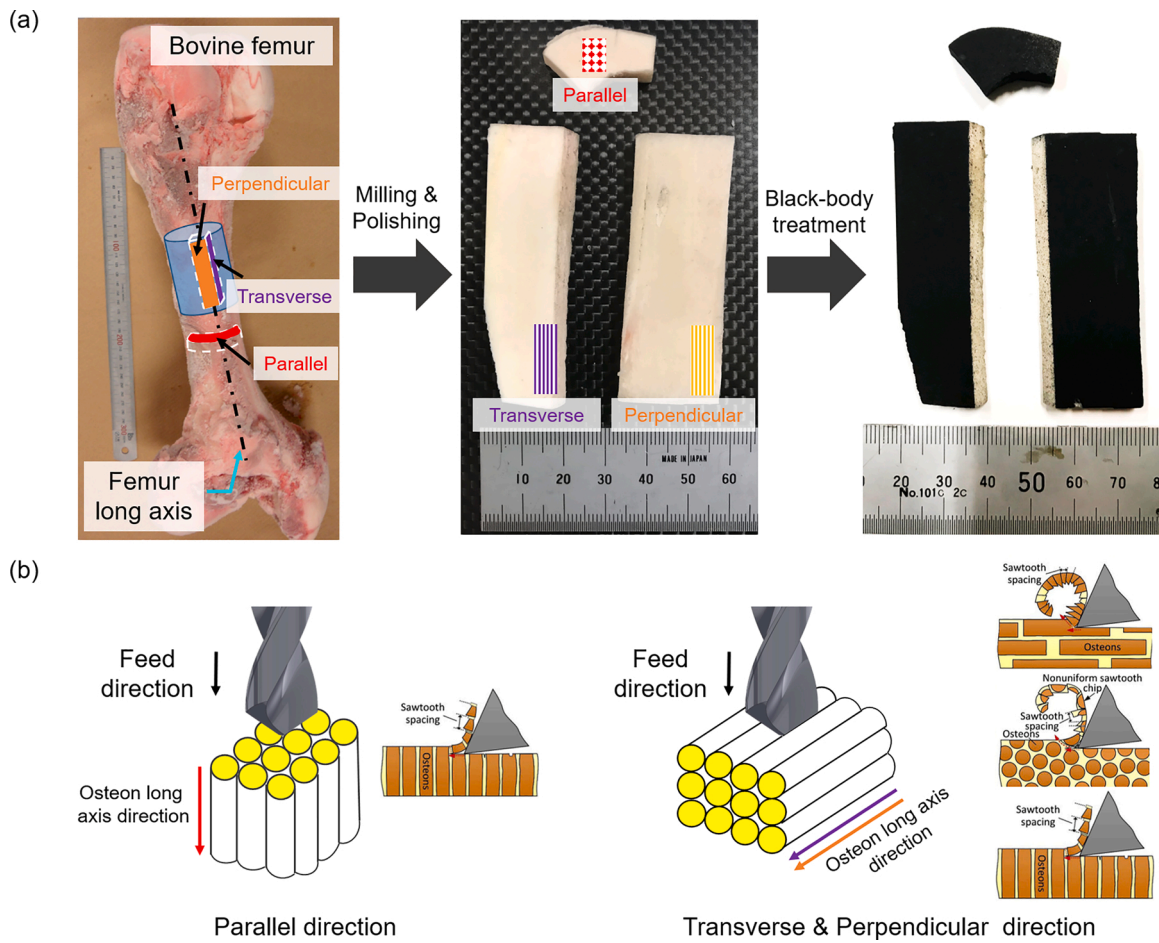 (a)
Bovine femur
Perpendicular
Transverse
Parallel
Femur
long axis
100
200
Milling &
Polishing
Parallel
Transverse
Perpendicular
MADE IN JAPAN
10 20 30 40 50 60
Black-body
treatment
20 30 40 50 60 70 8
No.101C 2C
(b)
Feed
direction
Osteon long
axis direction
Sawtooth
spacing
Osteons
Parallel direction
Feed
direction
Osteon long axis
direction
Sawtooth
spacing
Osteons
Nonuniform sawtooth
chip
Sawtooth
spacing
Osteons
Sawtooth
spacing
Osteons
Transverse & Perpendicular direction